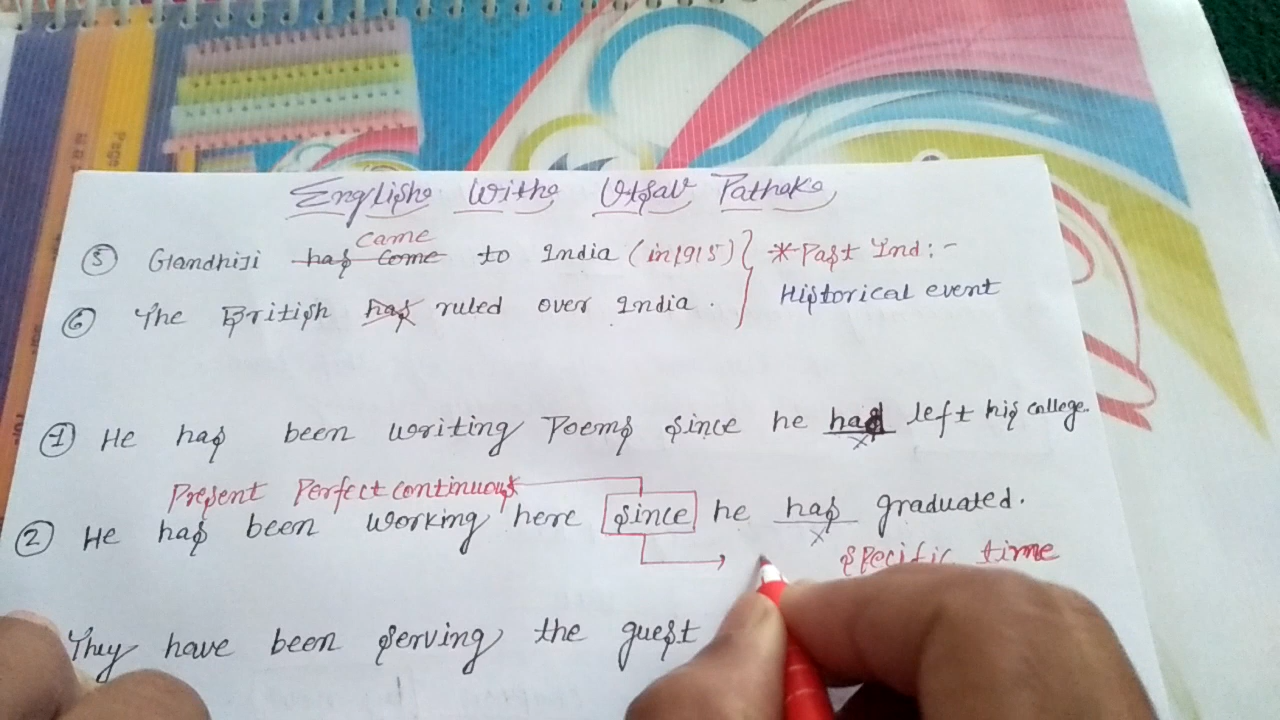 English With Utsav Pathak
⑤ Gandhiji has come came to India (in 1915) } * Past Ind:-
⑥ The British has ruled over India. Historical event
① He has been writing Poems since he had left his college.
Present Perfect continuous
② He has been working here since he has graduated.
x
specific time
They have been serving the guest
Page